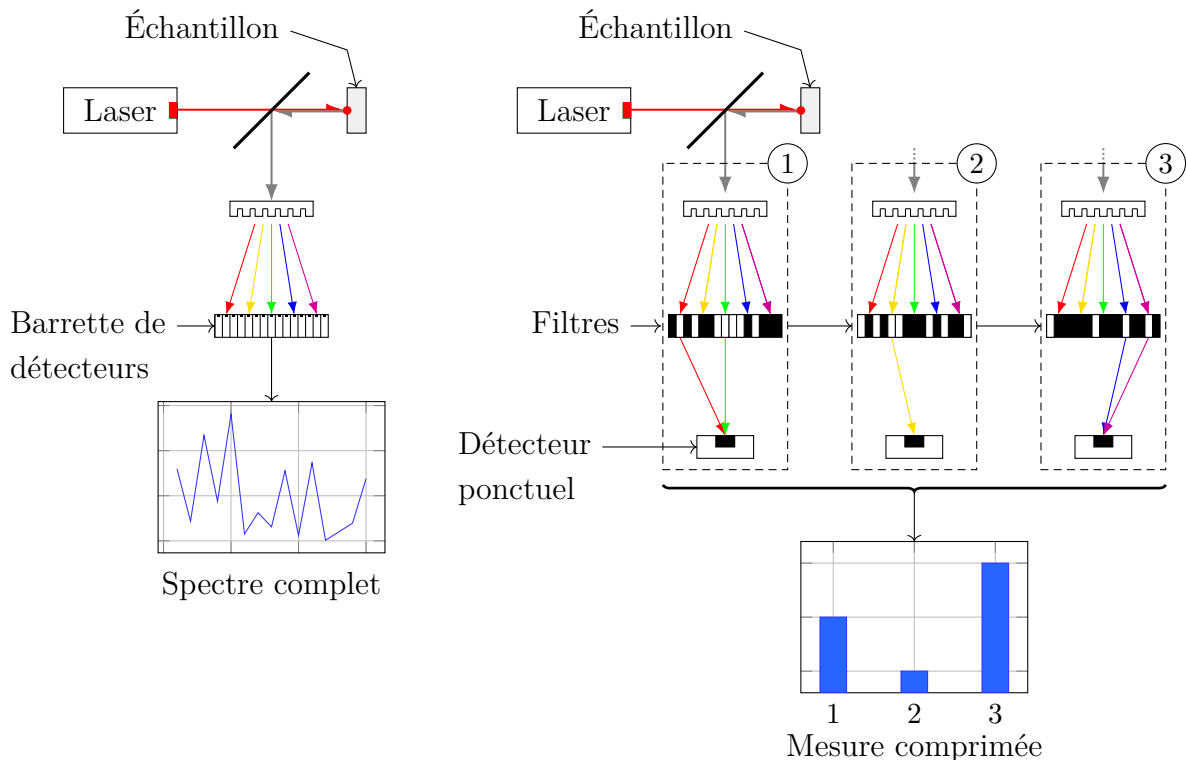 Échantillon
Laser
Barrette de
détecteurs
Spectre complet
Échantillon
Laser
1
2
3
Filtres
Détecteur
ponctuel
1 2 3
Mesure comprimée